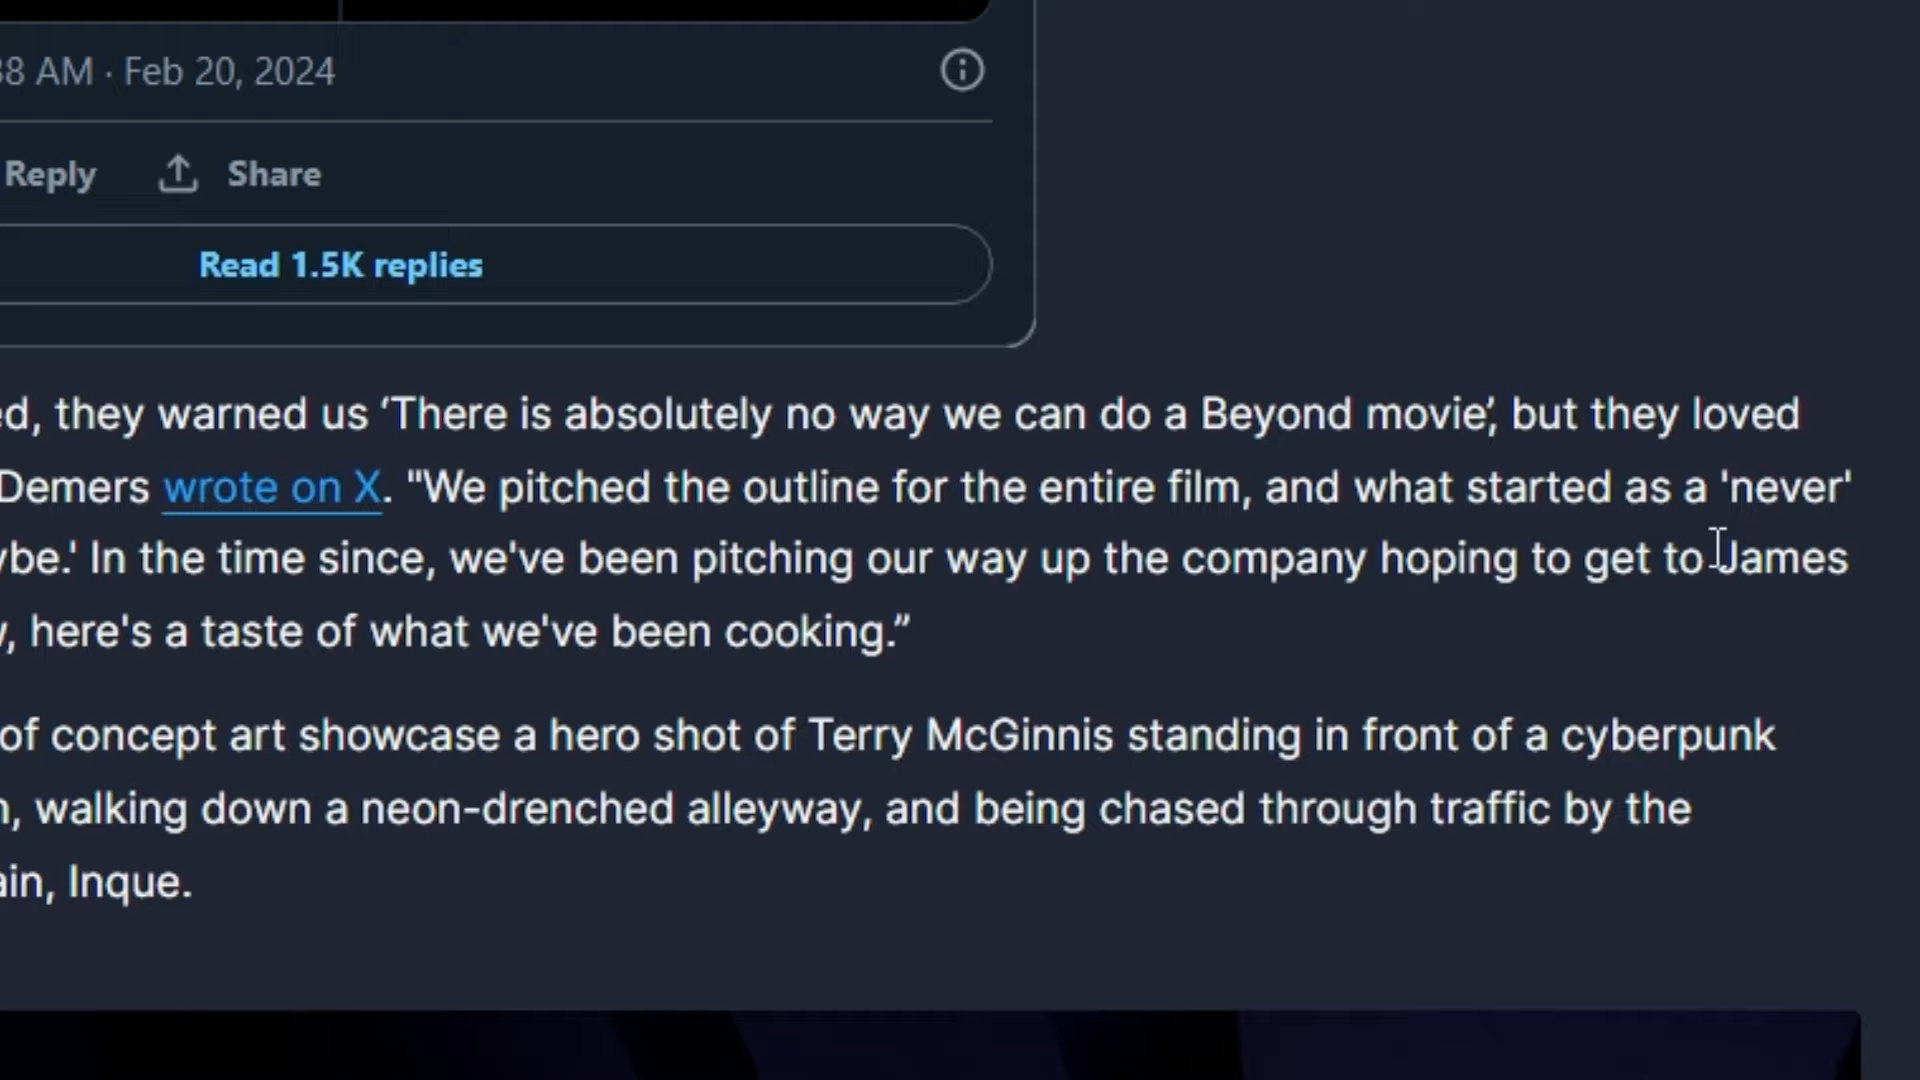 38 AM · Feb 20, 2024
Reply Share
Read 1.5K replies
ed, they warned us ‘There is absolutely no way we can do a Beyond movie’, but they loved
Demers wrote on X. "We pitched the outline for the entire film, and what started as a 'never'
ybe.' In the time since, we've been pitching our way up the company hoping to get to James
, here's a taste of what we've been cooking.”
of concept art showcase a hero shot of Terry McGinnis standing in front of a cyberpunk
, walking down a neon-drenched alleyway, and being chased through traffic by the
ain, Inque.